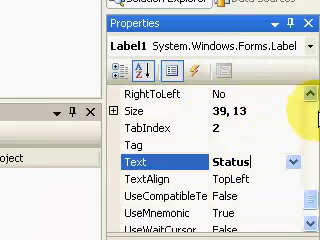 Solution Explorer Data Sources
Properties
Label1 System.Windows.Forms.Label
RightToLeft No
Size 39, 13
TabIndex 2
Tag
Text Status
TextAlign TopLeft
UseCompatibleTe False
UseMnemonic True
UseWaitCursor False
oject